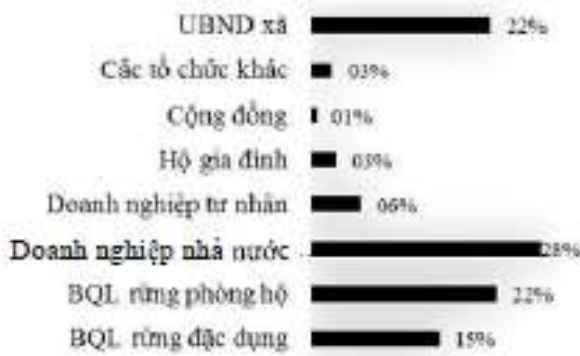 UBND xã 22%
Các tổ chức khác 03%
Cộng đồng 01%
Hộ gia đình 03%
Doanh nghiệp tư nhân 06%
Doanh nghiệp nhà nước ... 28%
BQL rừng phòng hộ 22%
BQL rừng đặc dụng 15%